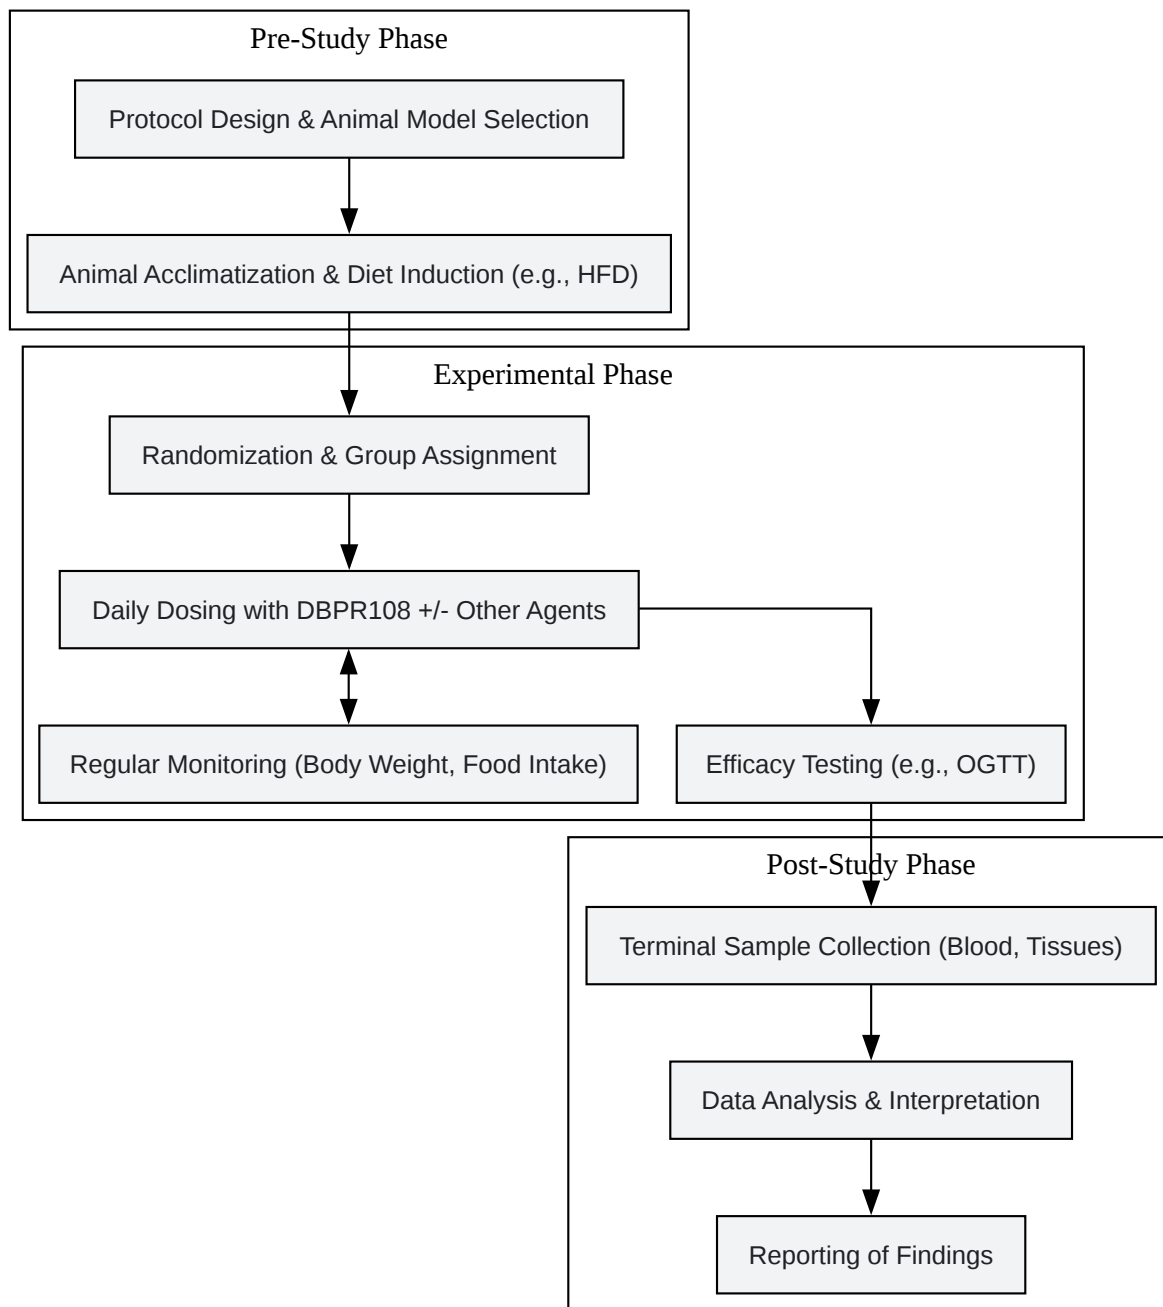 Pre-Study Phase
Protocol Design & Animal Model Selection
Animal Acclimatization & Diet Induction (e.g., HFD)
Experimental Phase
Randomization & Group Assignment
Daily Dosing with DBPR108 +/- Other Agents
Regular Monitoring (Body Weight, Food Intake)
Efficacy Testing (e.g., OGTT)
Post-Study Phase
Terminal Sample Collection (Blood, Tissues)
Data Analysis & Interpretation
Reporting of Findings